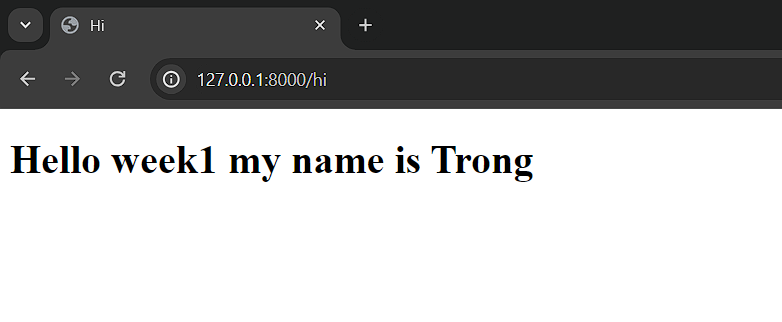 Hi
127.0.0.1:8000/hi
Hello week1 my name is Trong